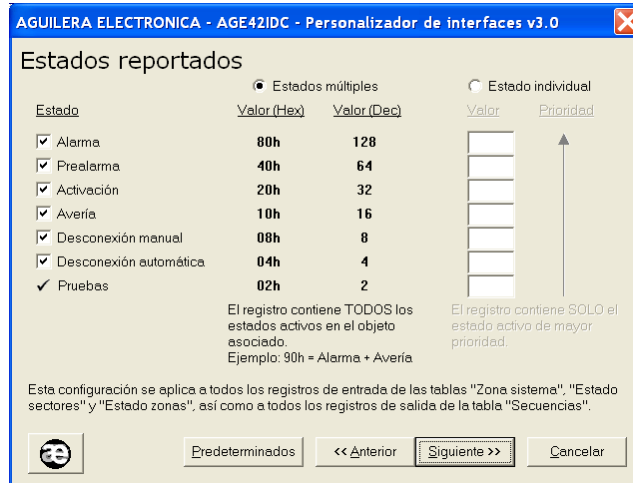 AGUILERA ELECTRONICA - AGE42IDC - Personalizador de interfaces v3.0
Estados reportados
Estados múltiples Estado individual
Estado Valor (Hex) Valor (Dec) Valor Prioridad
Alarma 80h 128
Prealarma 40h 64
Activación 20h 32
Avería 10h 16
Desconexión manual 08h 8
Desconexión automática 04h 4
Pruebas 02h 2
El registro contiene TODOS los
estados activos en el objeto
asociado.
Ejemplo: 90h = Alarma + Avería
El registro contiene SOLO el
estado activo de mayor
prioridad.
Esta configuración se aplica a todos los registros de entrada de las tablas "Zona sistema", "Estado
sectores" y "Estado zonas", así como a todos los registros de salida de la tabla "Secuencias".
æ
Predeterminados << Anterior Siguiente >> Cancelar